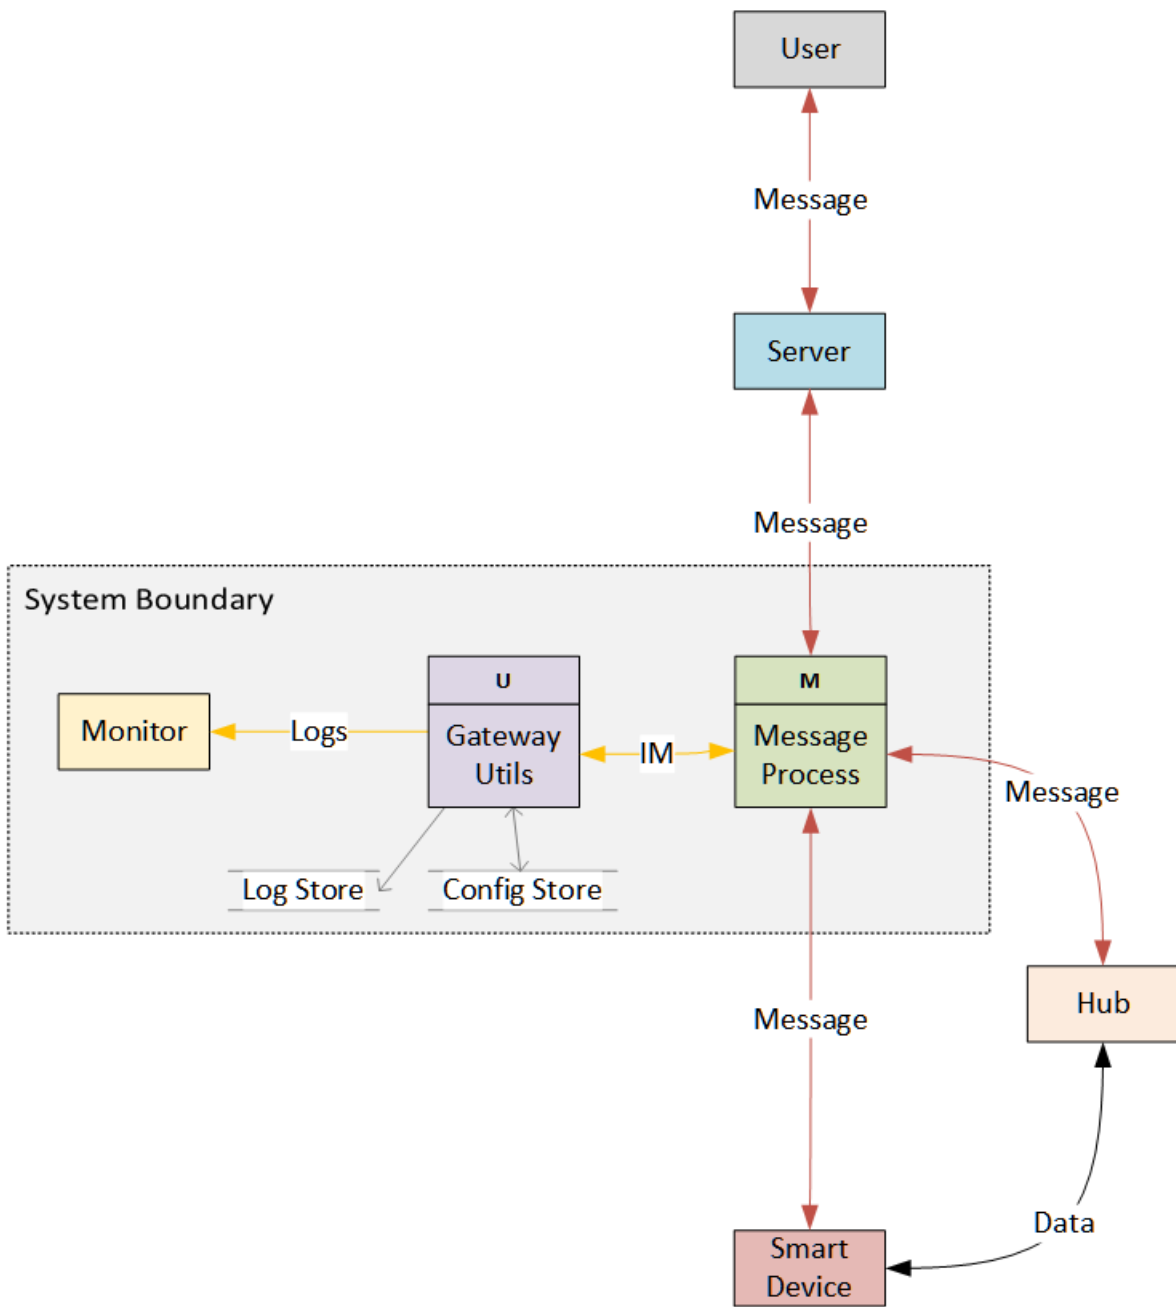 User
Message
Server
Message
System Boundary
U
M
Monitor
Logs
Gateway
Utils
IM
Message
Process
Message
Log Store
Config Store
Hub
Message
Data
Smart
Device